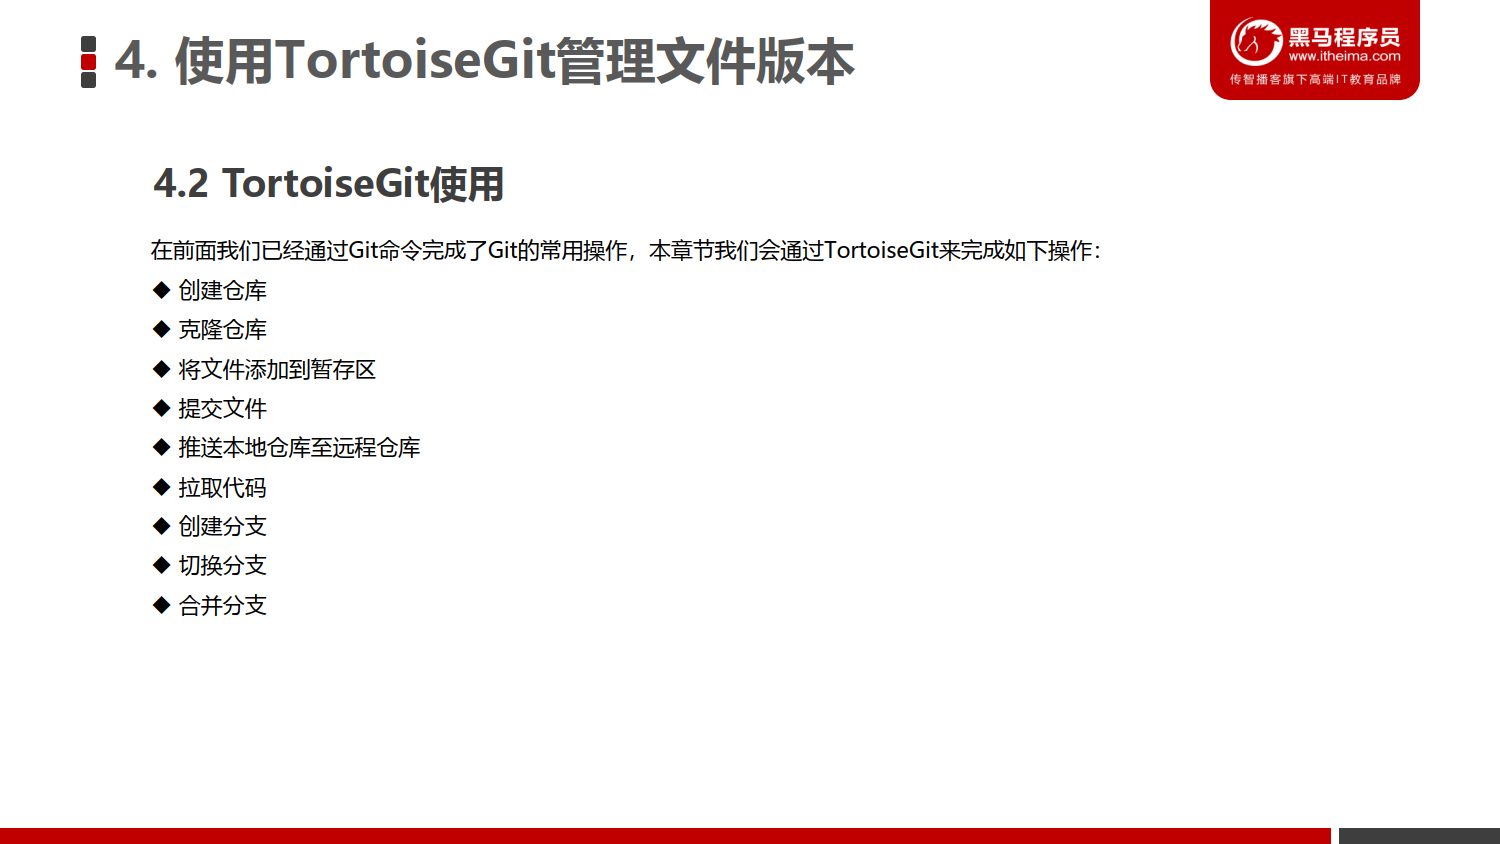 4. 使用TortoiseGit管理文件版本
黑马程序员
www.itheima.com
传智播客旗下高端IT教育品牌
4.2 TortoiseGit使用
在前面我们已经通过Git命令完成了Git的常用操作，本章节我们会通过TortoiseGit来完成如下操作：
◆ 创建仓库
◆ 克隆仓库
◆ 将文件添加到暂存区
◆ 提交文件
◆ 推送本地仓库至远程仓库
◆ 拉取代码
◆ 创建分支
◆ 切换分支
◆ 合并分支